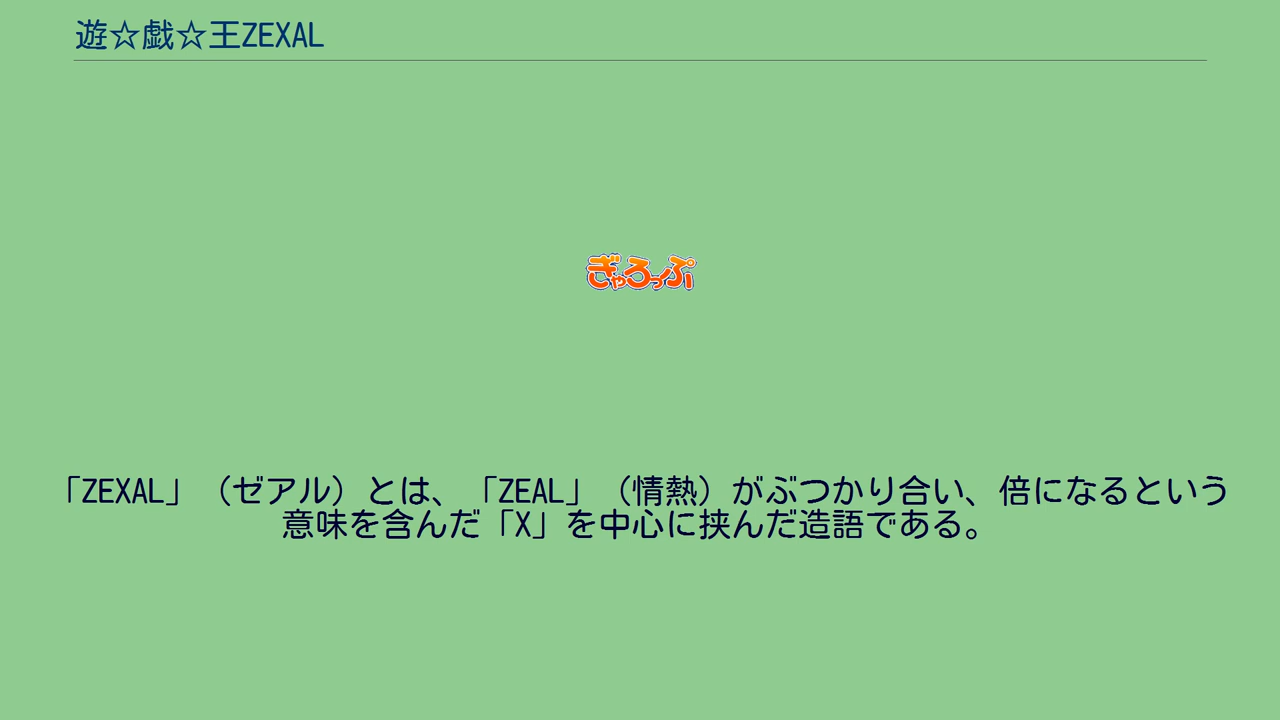 遊☆戯☆王ZEXAL
ぎゃろっぷ
「ZEXAL」（ゼアル）とは、「ZEAL」（情熱）がぶつかり合い、倍になるという
意味を含んだ「X」を中心に挟んだ造語である。